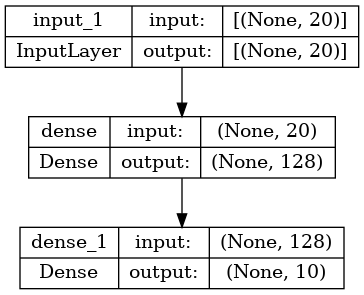 input_1 input: [(None, 20)]
InputLayer output: [(None, 20)]
dense input: (None, 20)
Dense output: (None, 128)
dense_1 input: (None, 128)
Dense output: (None, 10)